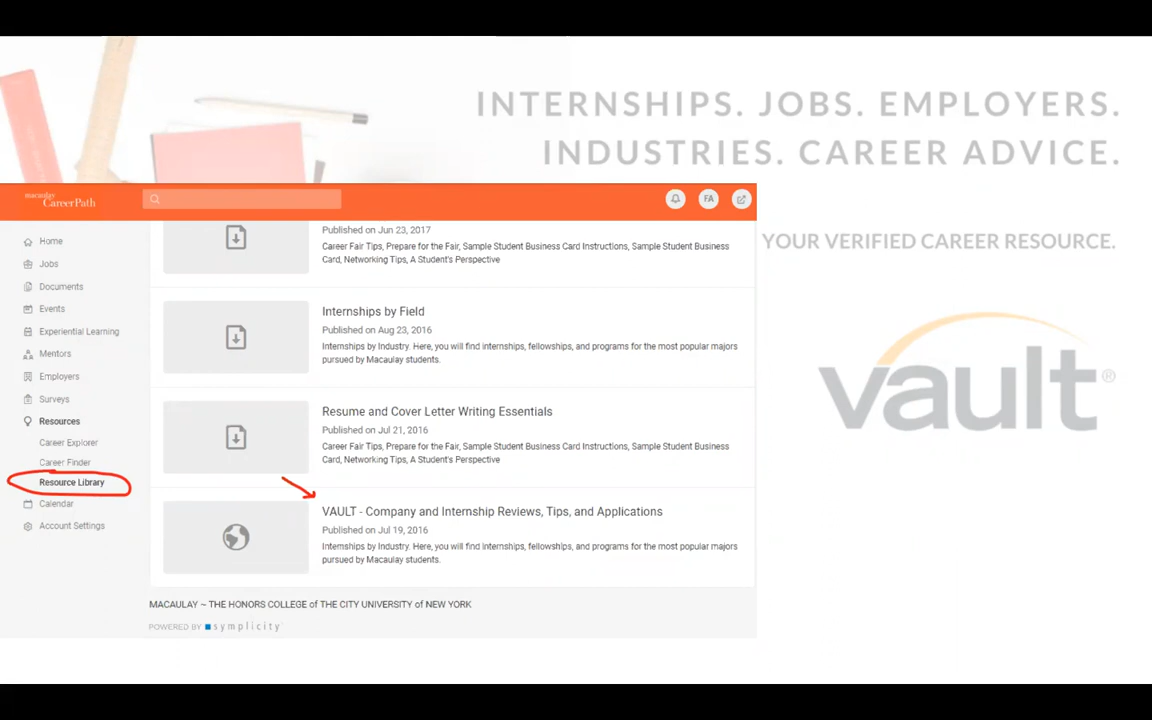 INTERNSHIPS. JOBS. EMPLOYERS.
INDUSTRIES. CAREER ADVICE.
YOUR VERIFIED CAREER RESOURCE.
vault®
macaulay
CareerPath
FA
Home
Jobs
Documents
Events
Experiential Learning
Mentors
Employers
Surveys
Resources
Career Explorer
Career Finder
Resource Library
Calendar
Account Settings
Published on Jun 23, 2017
Career Fair Tips, Prepare for the Fair, Sample Student Business Card Instructions, Sample Student Business
Card, Networking Tips, A Student's Perspective
Internships by Field
Published on Aug 23, 2016
Internships by Industry. Here, you will find internships, fellowships, and programs for the most popular majors
pursued by Macaulay students.
Resume and Cover Letter Writing Essentials
Published on Jul 21, 2016
Career Fair Tips, Prepare for the Fair, Sample Student Business Card Instructions, Sample Student Business
Card, Networking Tips, A Student's Perspective
VAULT - Company and Internship Reviews, Tips, and Applications
Published on Jul 19, 2016
Internships by Industry. Here, you will find internships, fellowships, and programs for the most popular majors
pursued by Macaulay students.
MACAULAY ~ THE HONORS COLLEGE of THE CITY UNIVERSITY of NEW YORK
POWERED BY symplicity